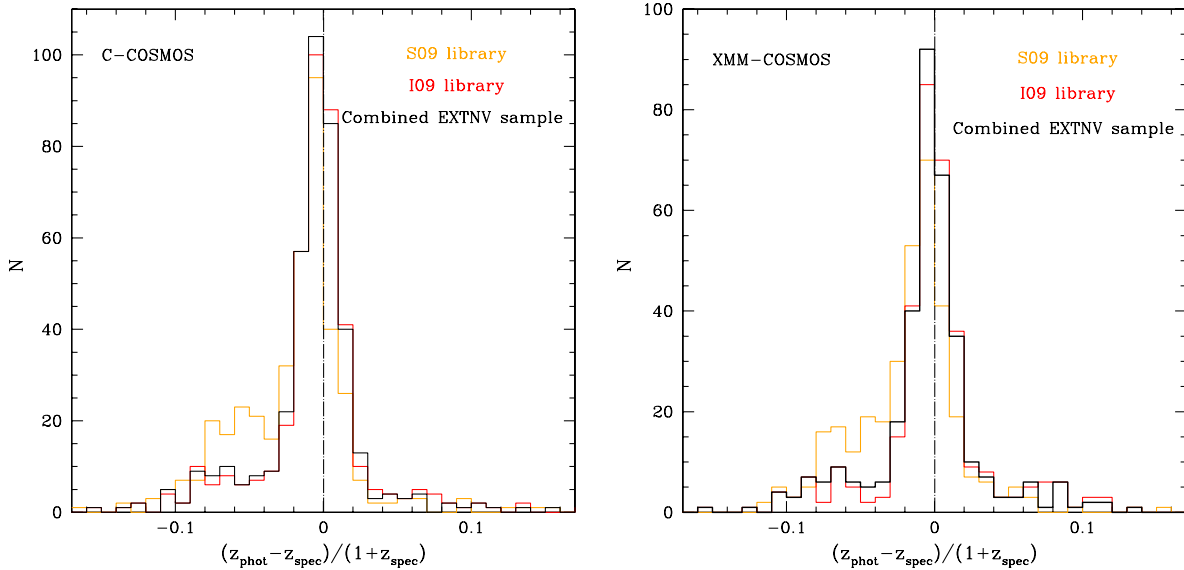 C-COSMOS
S09 library
I09 library
Combined EXTNV sample
N
100
80
60
40
20
0
−0.1 0 0.1
(z_phot−z_spec)/(1+z_spec)
XMM-COSMOS
S09 library
I09 library
Combined EXTNV sample
N
100
80
60
40
20
0
−0.1 0 0.1
(z_phot−z_spec)/(1+z_spec)